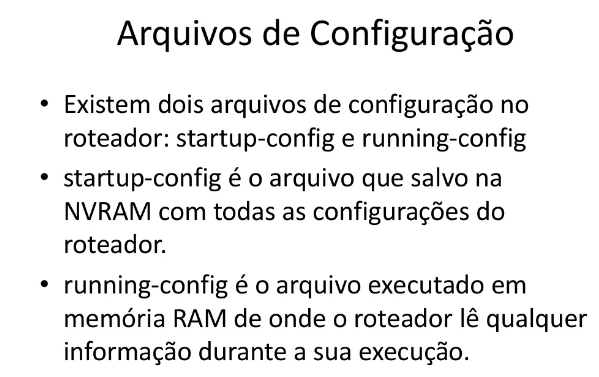 Arquivos de Configuração
• Existem dois arquivos de configuração no
roteador: startup-config e running-config
• startup-config é o arquivo que salvo na
NVRAM com todas as configurações do
roteador.
• running-config é o arquivo executado em
memória RAM de onde o roteador lê qualquer
informação durante a sua execução.